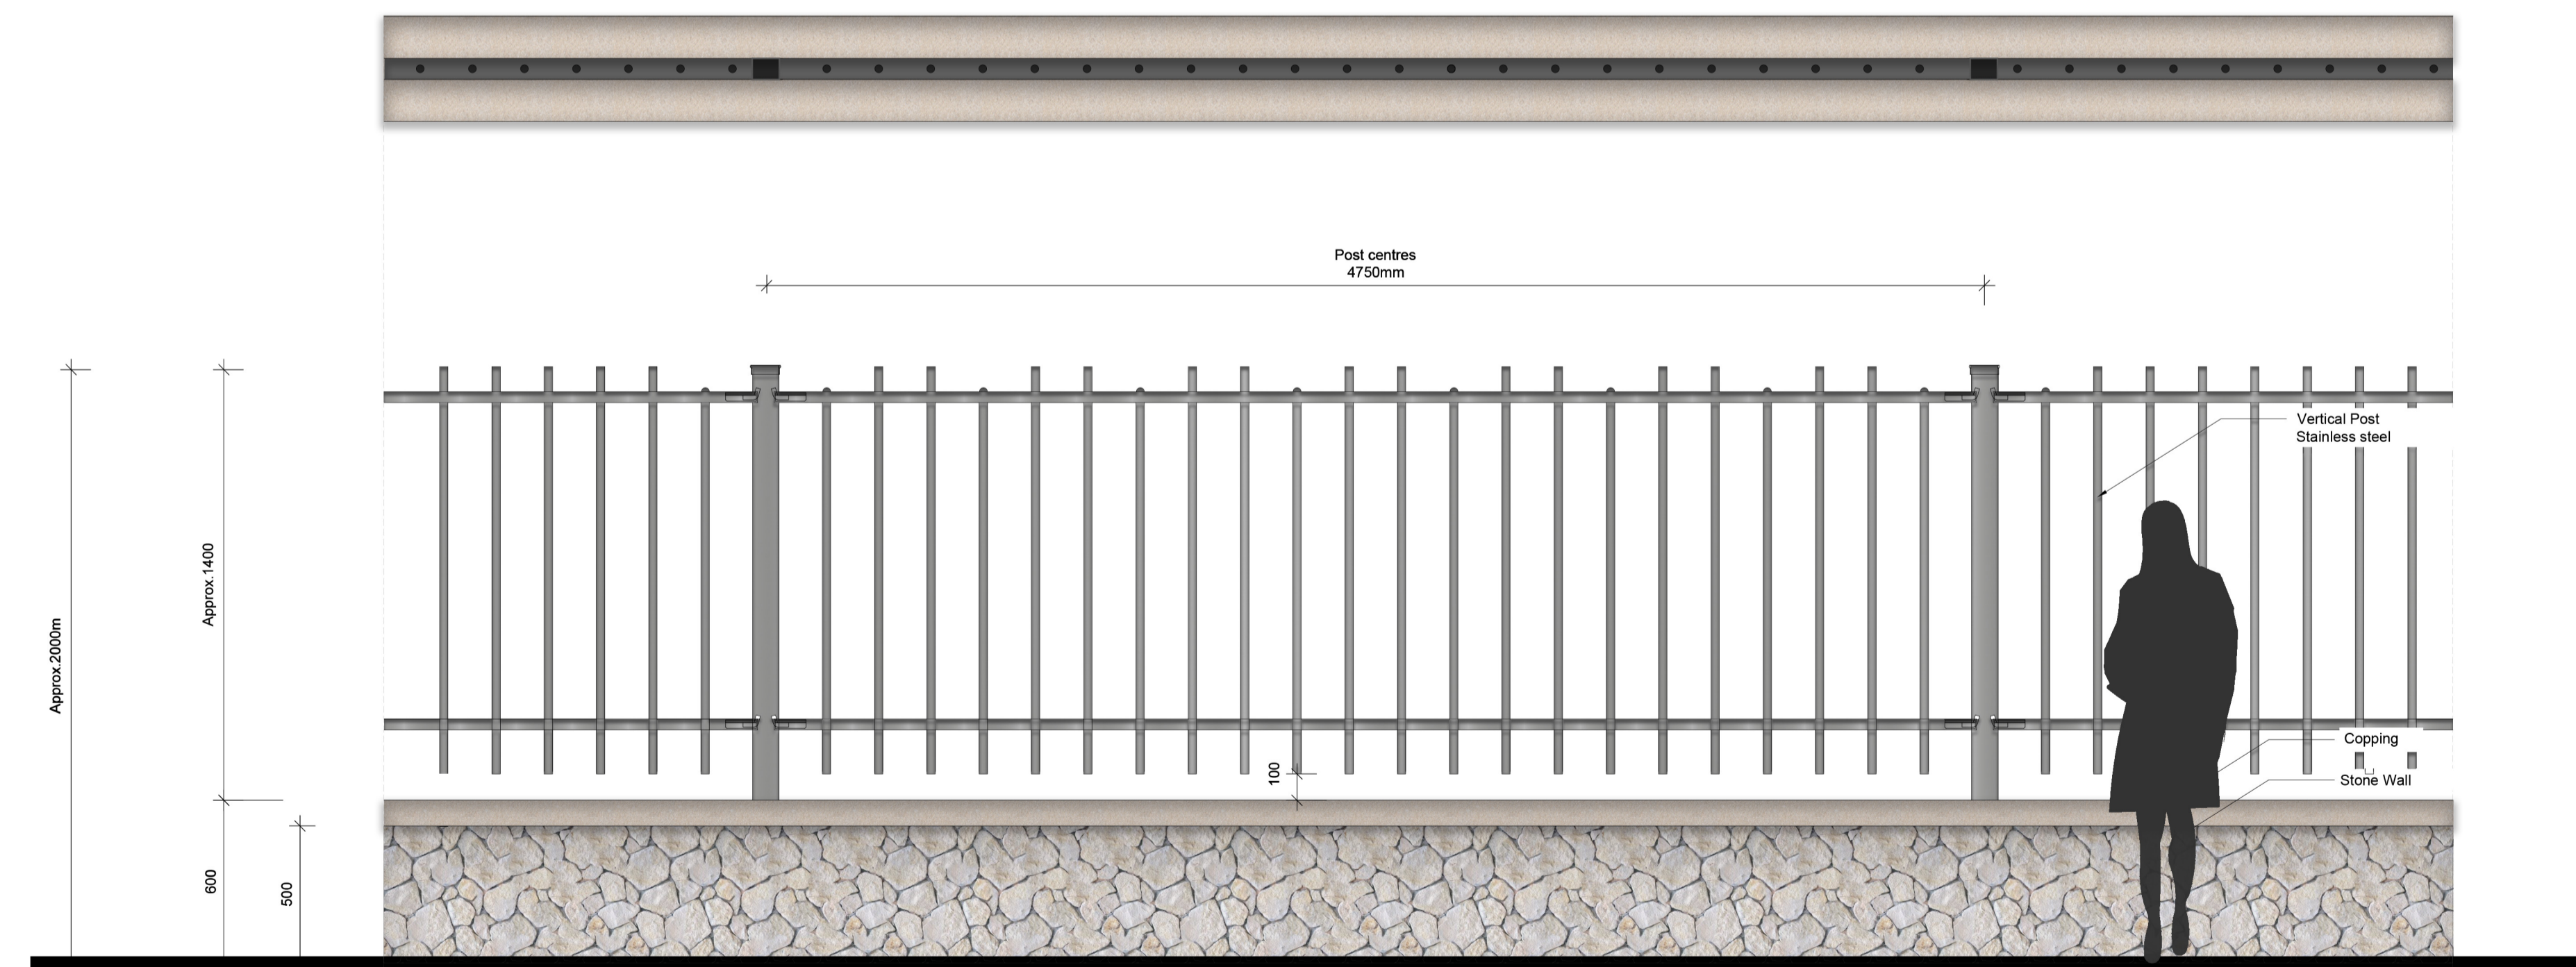 Post centres
4750mm
Vertical Post
Stainless steel
Approx.2000m
Approx.1400
100
Copping
Stone Wall
600
500